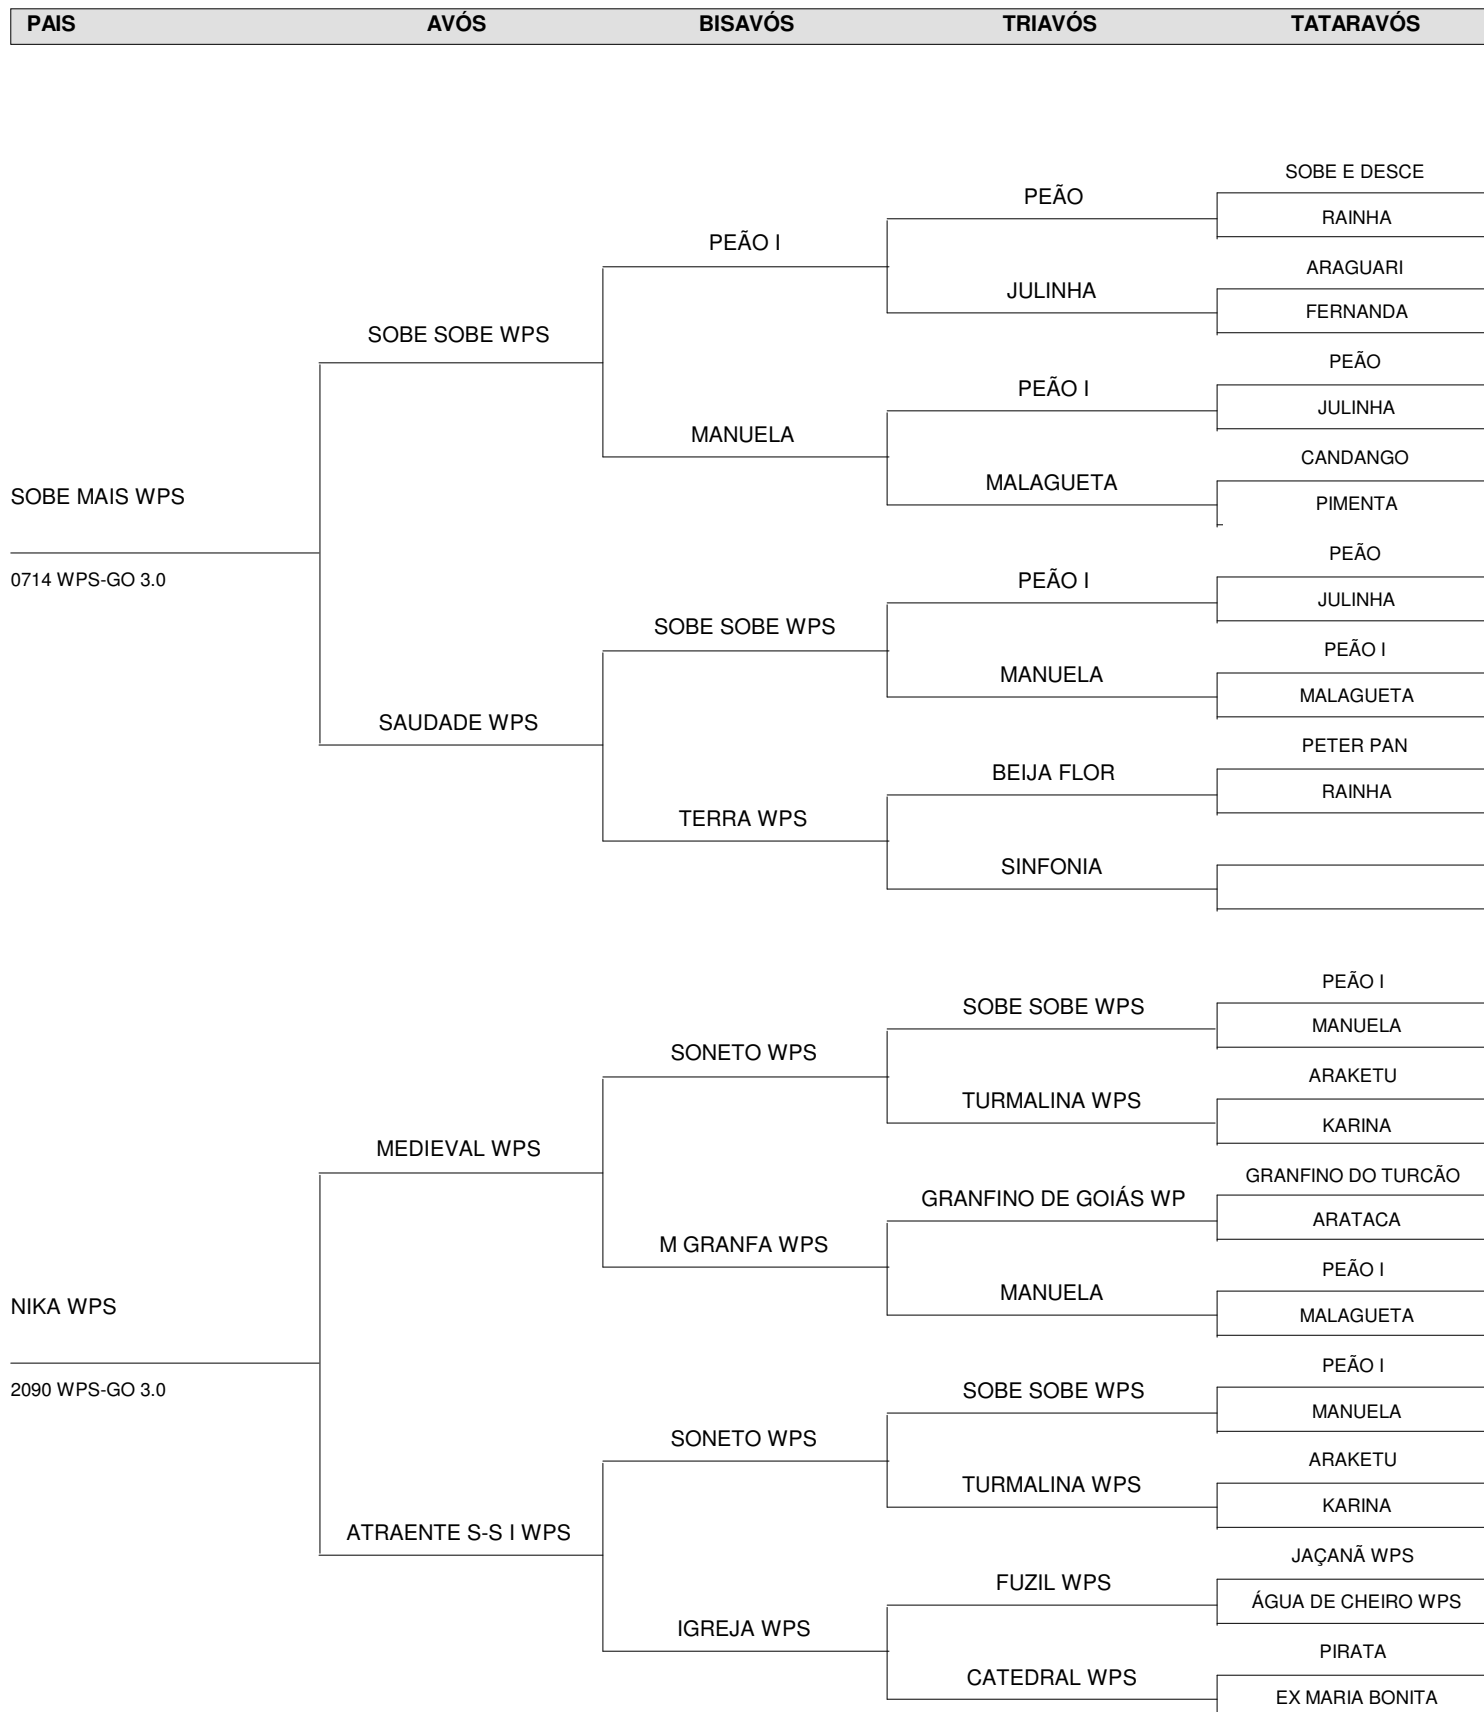 PAIS AVÓS BISAVÓS TRIAVÓS TATARAVÓS
SOBE E DESCE
PEÃO
RAINHA
PEÃO I
ARAGUARI
JULINHA
FERNANDA
SOBE SOBE WPS
PEÃO
PEÃO I
JULINHA
MANUELA
CANDANGO
MALAGUETA
SOBE MAIS WPS
PIMENTA
PEÃO
0714 WPS-GO 3.0
PEÃO I
JULINHA
SOBE SOBE WPS
PEÃO I
MANUELA
MALAGUETA
SAUDADE WPS
PETER PAN
BEIJA FLOR
RAINHA
TERRA WPS
SINFONIA
PEÃO I
SOBE SOBE WPS
MANUELA
SONETO WPS
ARAKETU
TURMALINA WPS
KARINA
MEDIEVAL WPS
GRANFINO DO TURCÃO
GRANFINO DE GOIÁS WP
ARATACA
M GRANFA WPS
PEÃO I
MANUELA
NIKA WPS
MALAGUETA
PEÃO I
2090 WPS-GO 3.0
SOBE SOBE WPS
MANUELA
SONETO WPS
ARAKETU
TURMALINA WPS
KARINA
ATRAENTE S-S I WPS
JAÇANÃ WPS
FUZIL WPS
ÁGUA DE CHEIRO WPS
IGREJA WPS
PIRATA
CATEDRAL WPS
EX MARIA BONITA